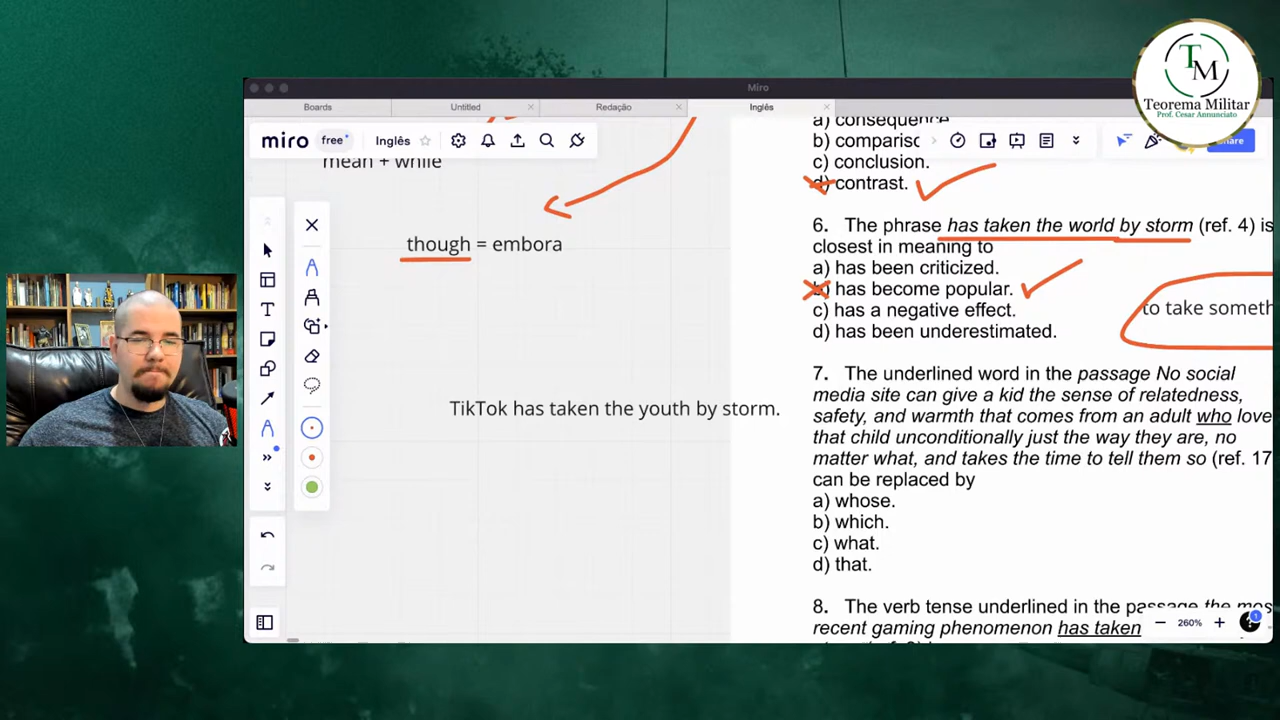 T
M
Teorema Militar
Prof. Cesar Annunciato
Miro
Boards
Untitled
Redação
Inglês
miro free Inglês
Share
mean + while
though = embora
TikTok has taken the youth by storm.
a) consequence
b)
c) conclusion.
d) contrast.
6. The phrase has taken the world by storm (ref. 4) is
closest in meaning to
a) has been criticized.
b) has become popular.
c) has a negative effect.
d) has been underestimated.
to take someth
7. The underlined word in the passage No social
media site can give a kid the sense of relatedness,
safety, and warmth that comes from an adult who love
that child unconditionally just the way they are, no
matter what, and takes the time to tell them so (ref. 17
can be replaced by
a) whose.
b) which.
c) what.
d) that.
8. The verb tense underlined in the passage the mos
recent gaming phenomenon has taken
260%